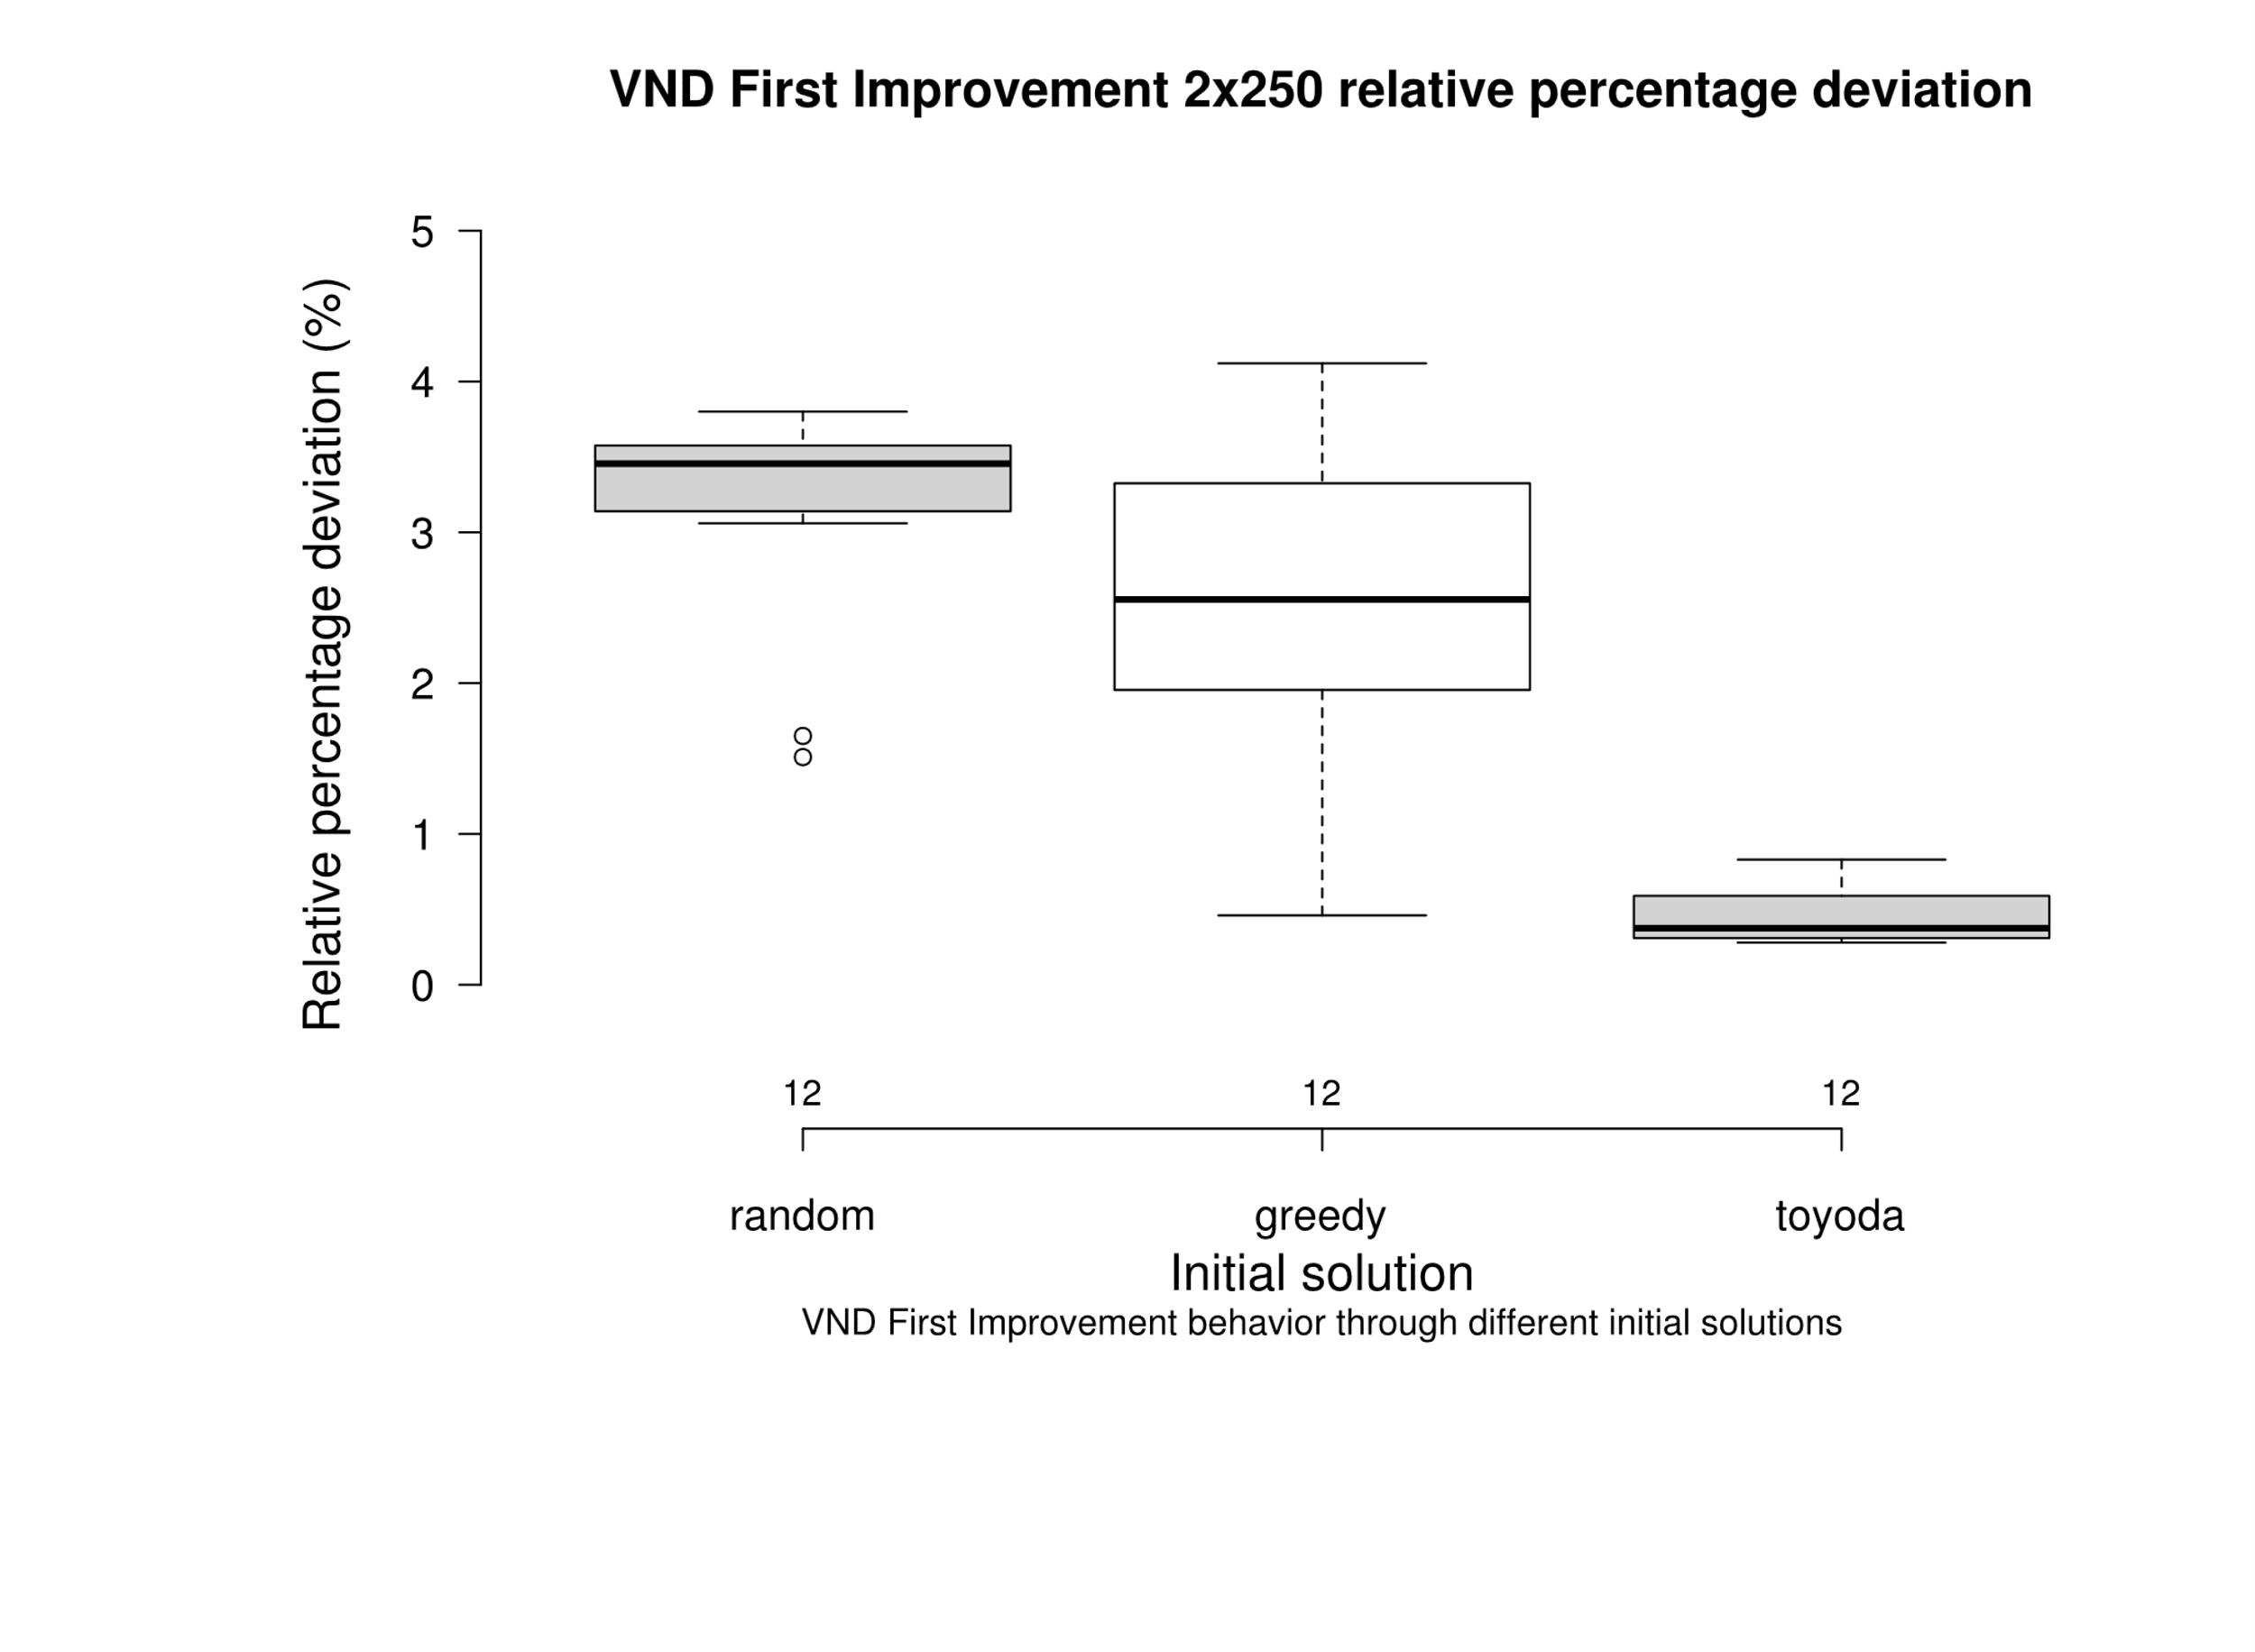 VND First Improvement 2x250 relative percentage deviation
Relative percentage deviation (%)
5
4
3
2
1
0
12 12 12
random greedy toyoda
Initial solution
VND First Improvement behavior through different initial solutions